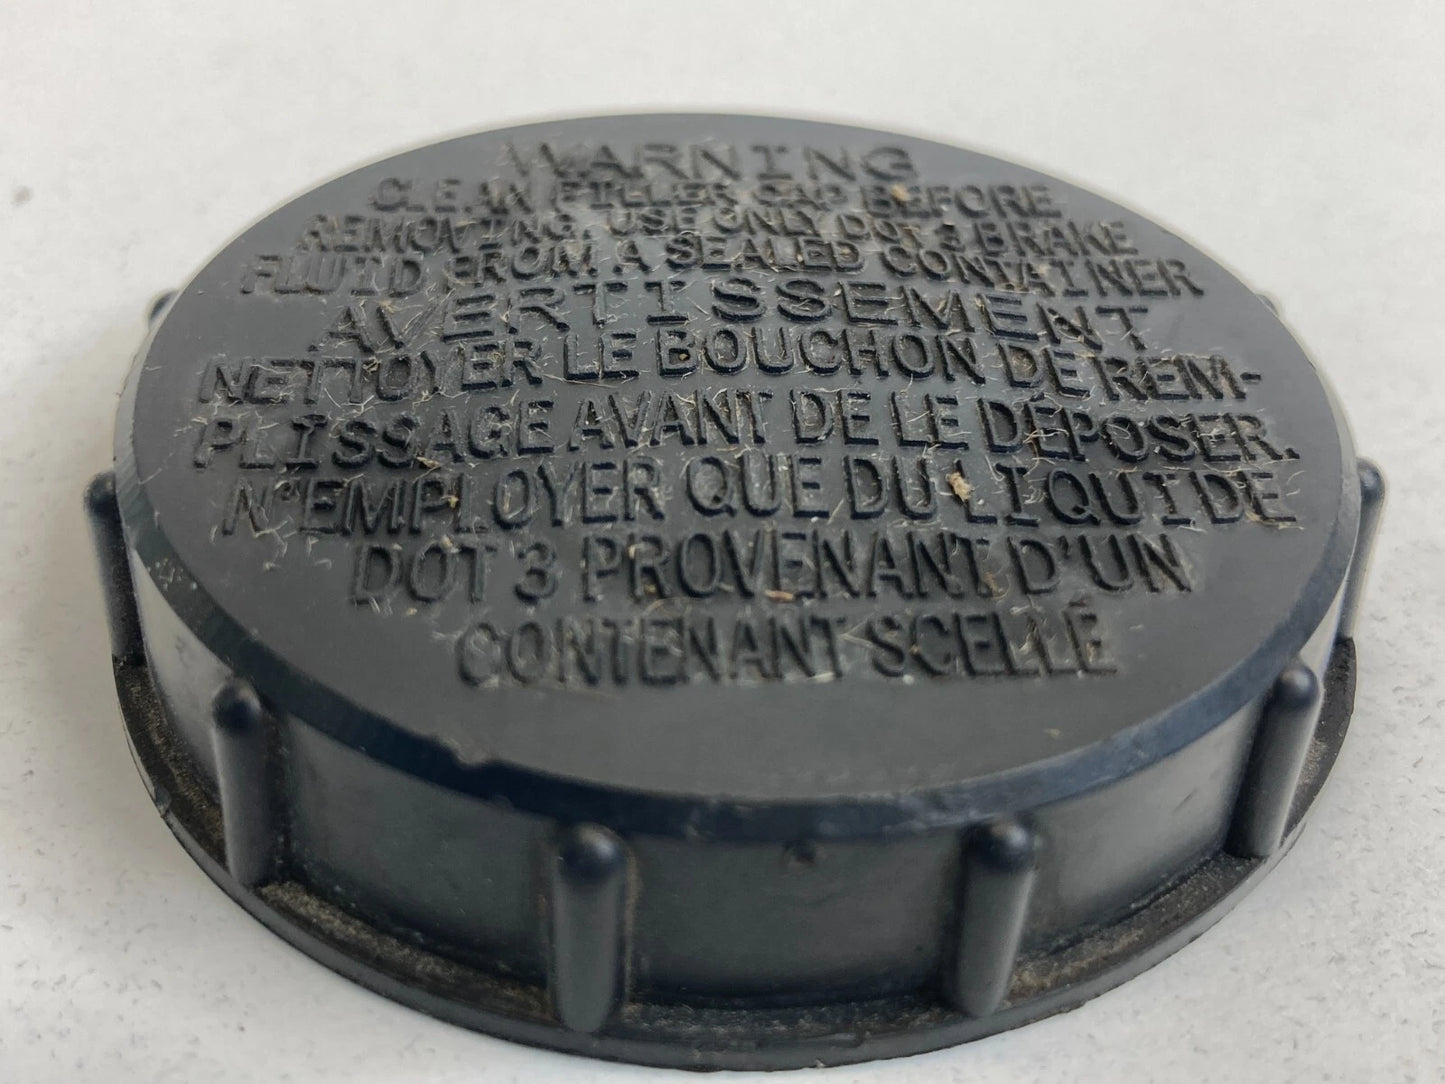 WARNING
CLEAN FILLER CAP BEFORE
REMOVING. USE ONLY DOT 3 BRAKE
FLUID FROM A SEALED CONTAINER
AVERTISSEMENT
NETTOYER LE BOUCHON DE REM-
PLISSAGE AVANT DE LE DÉPOSER.
N'EMPLOYER QUE DU LIQUIDE
DOT 3 PROVENANT D'UN
CONTENANT SCELLÉ